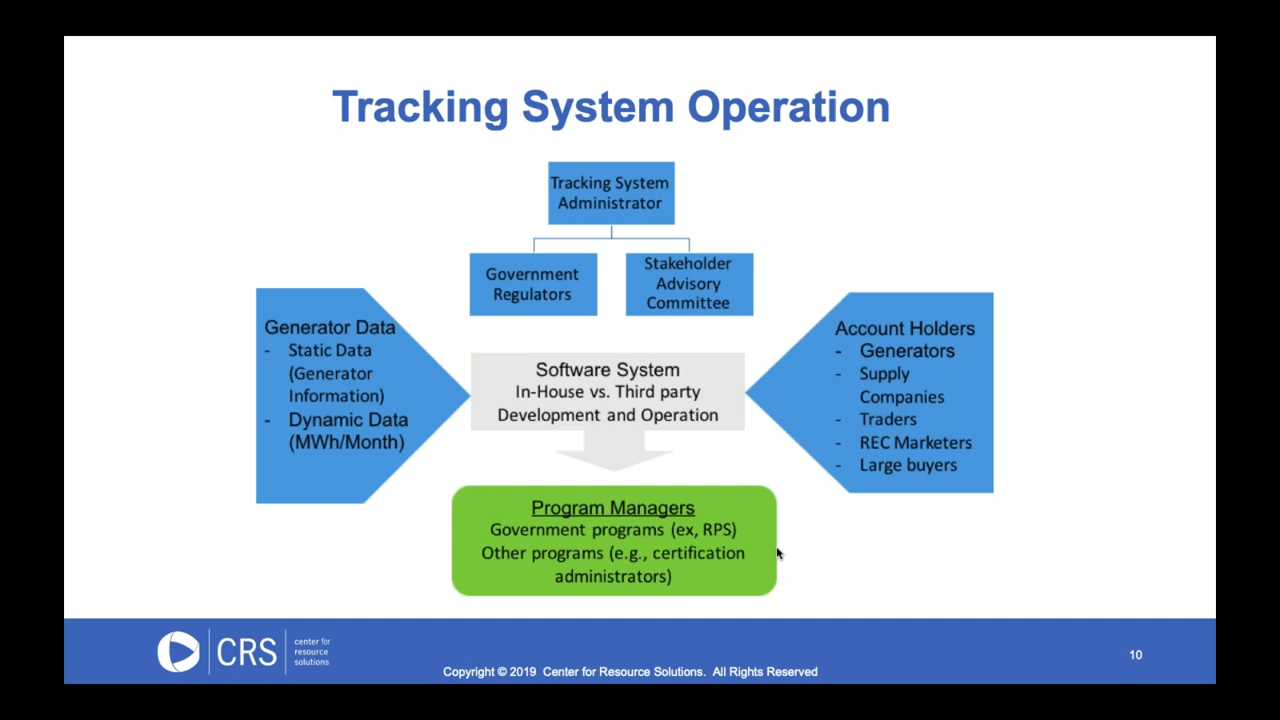 Tracking System Operation
Tracking System
Administrator
Government
Regulators
Stakeholder
Advisory
Committee
Generator Data
- Static Data
(Generator
Information)
- Dynamic Data
(MWh/Month)
Software System
In-House vs. Third party
Development and Operation
Account Holders
- Generators
- Supply
Companies
- Traders
- REC Marketers
- Large buyers
Program Managers
Government programs (ex, RPS)
Other programs (e.g., certification
administrators)
CRS
center for
resource
solutions
Copyright © 2019 Center for Resource Solutions. All Rights Reserved
10